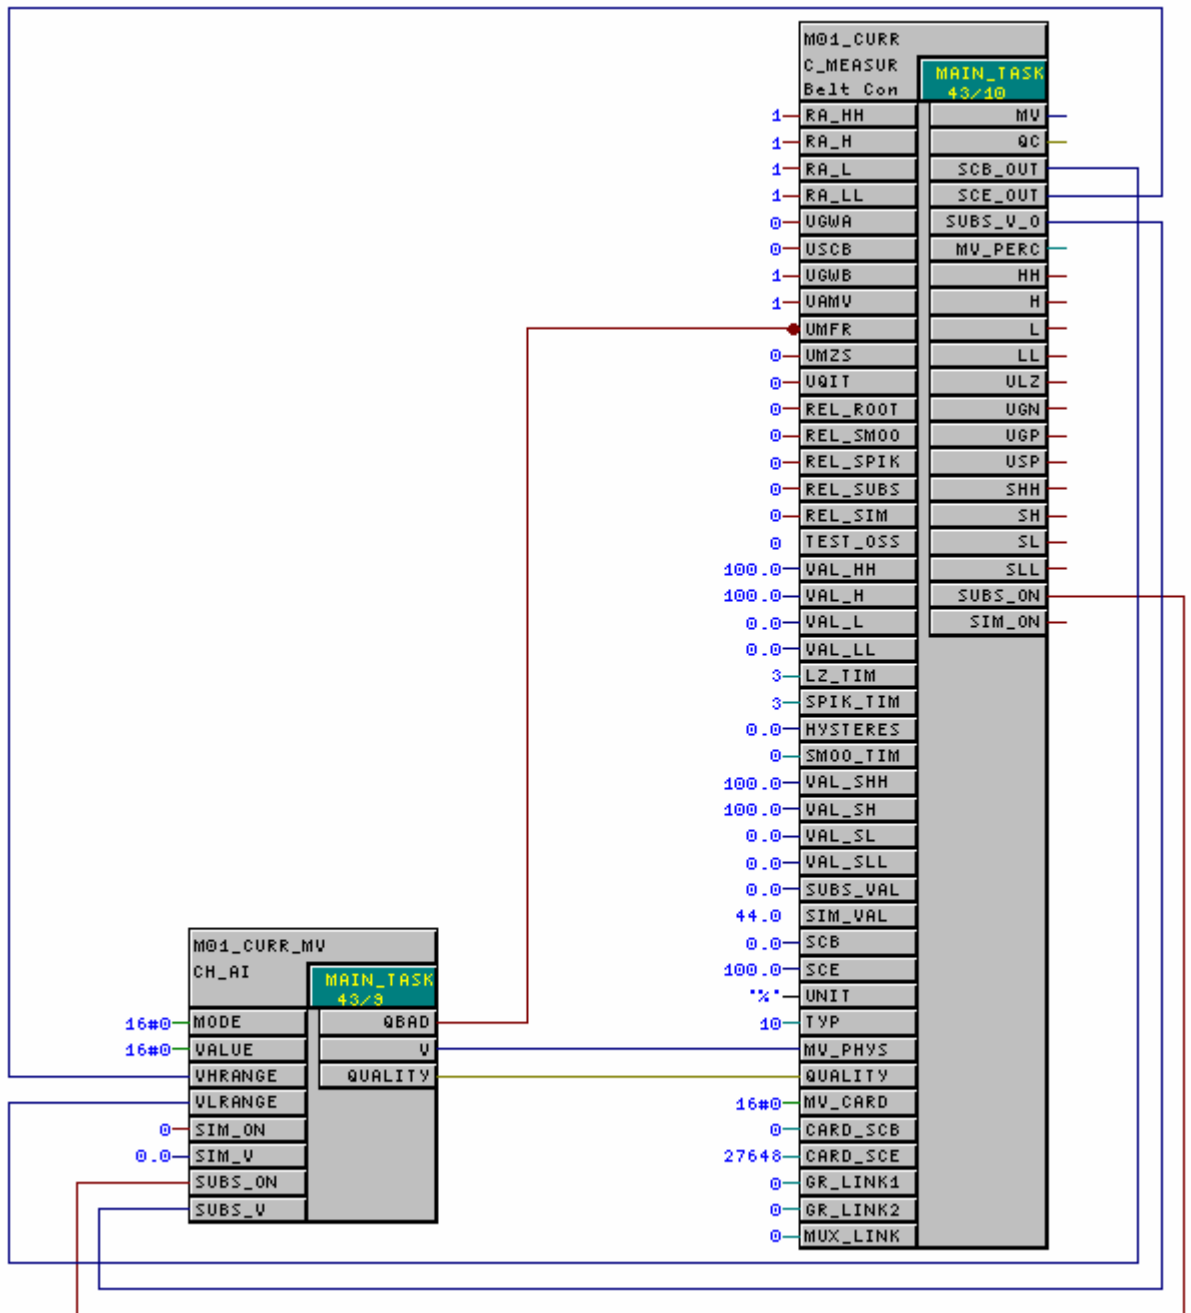 M01_CURR
C_MEASUR
Belt Con
MAIN_TASK
43/10
1 RA_HH MV
1 RA_H QC
1 RA_L SCB_OUT
1 RA_LL SCE_OUT
0 UGWA SUBS_V_O
0 USCB MV_PERC
1 UGWB HH
1 UAMV H
UMFR L
0 UMZS LL
0 UQIT ULZ
0 REL_ROOT UGN
0 REL_SMOO UGP
0 REL_SPIK USP
0 REL_SUBS SHH
0 REL_SIM SH
0 TEST_OSS SL
100.0 VAL_HH SLL
100.0 VAL_H SUBS_ON
0.0 VAL_L SIM_ON
0.0 VAL_LL
3 LZ_TIM
3 SPIK_TIM
0.0 HYSTERES
0 SMOO_TIM
100.0 VAL_SHH
100.0 VAL_SH
0.0 VAL_SL
0.0 VAL_SLL
0.0 SUBS_VAL
44.0 SIM_VAL
0.0 SCB
100.0 SCE
"%" UNIT
10 TYP
MV_PHYS
QUALITY
16#0 MV_CARD
0 CARD_SCB
27648 CARD_SCE
0 GR_LINK1
0 GR_LINK2
0 MUX_LINK
M01_CURR_MV
CH_AI
MAIN_TASK
43/9
16#0 MODE QBAD
16#0 VALUE V
VHRANGE QUALITY
VLRANGE
0 SIM_ON
0.0 SIM_V
SUBS_ON
SUBS_V